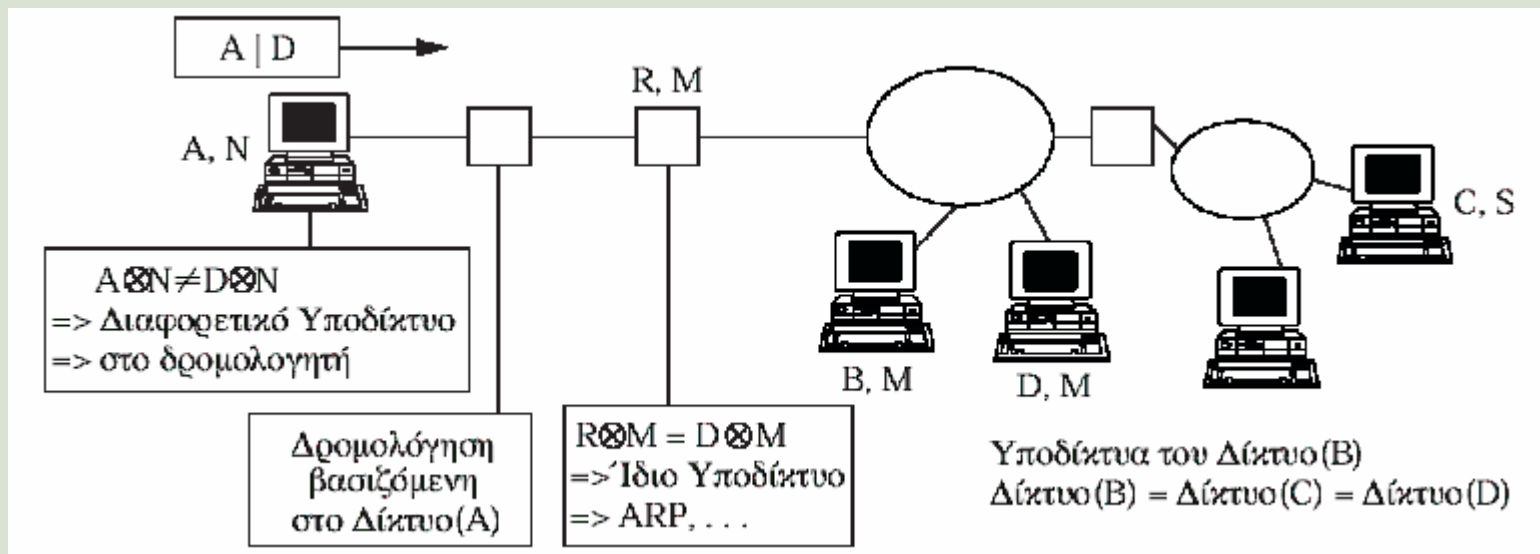 A | D
R, M
A, N
C, S
A⊗N≠D⊗N
=> Διαφορετικό Υποδίκτυο
=> στο δρομολογητή
B, M
D, M
Δρομολόγηση
βασιζόμενη
στο Δίκτυο(A)
R⊗M = D⊗M
=> Ίδιο Υποδίκτυο
=> ARP, . . .
Υποδίκτυα του Δίκτυο(B)
Δίκτυο(B) = Δίκτυο(C) = Δίκτυο(D)